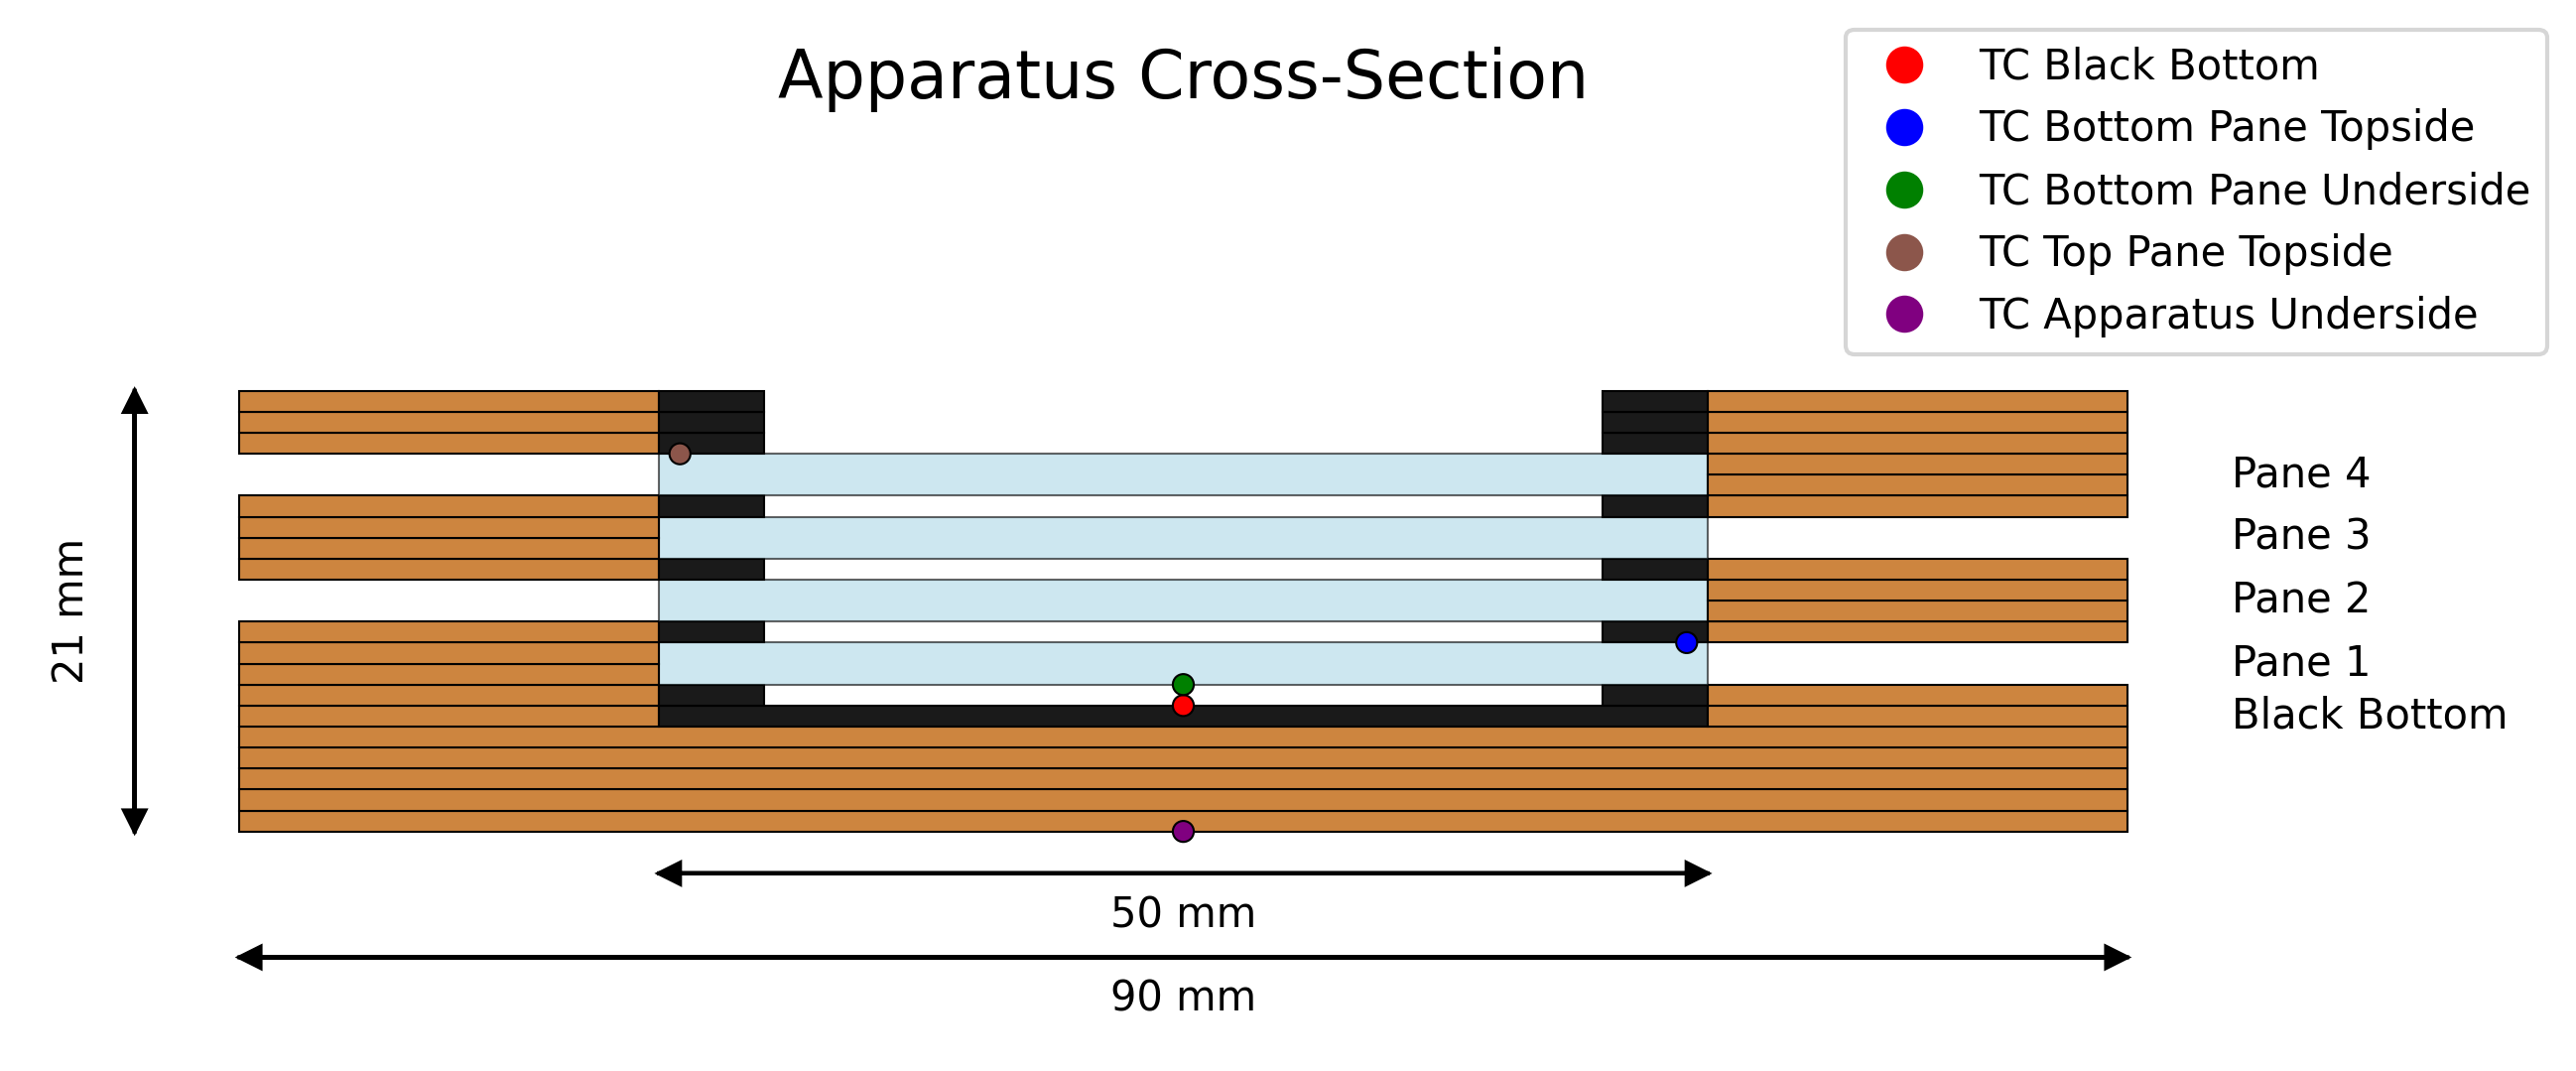 Apparatus Cross-Section
TC Black Bottom
TC Bottom Pane Topside
TC Bottom Pane Underside
TC Top Pane Topside
TC Apparatus Underside
21 mm
Pane 4
Pane 3
Pane 2
Pane 1
Black Bottom
50 mm
90 mm